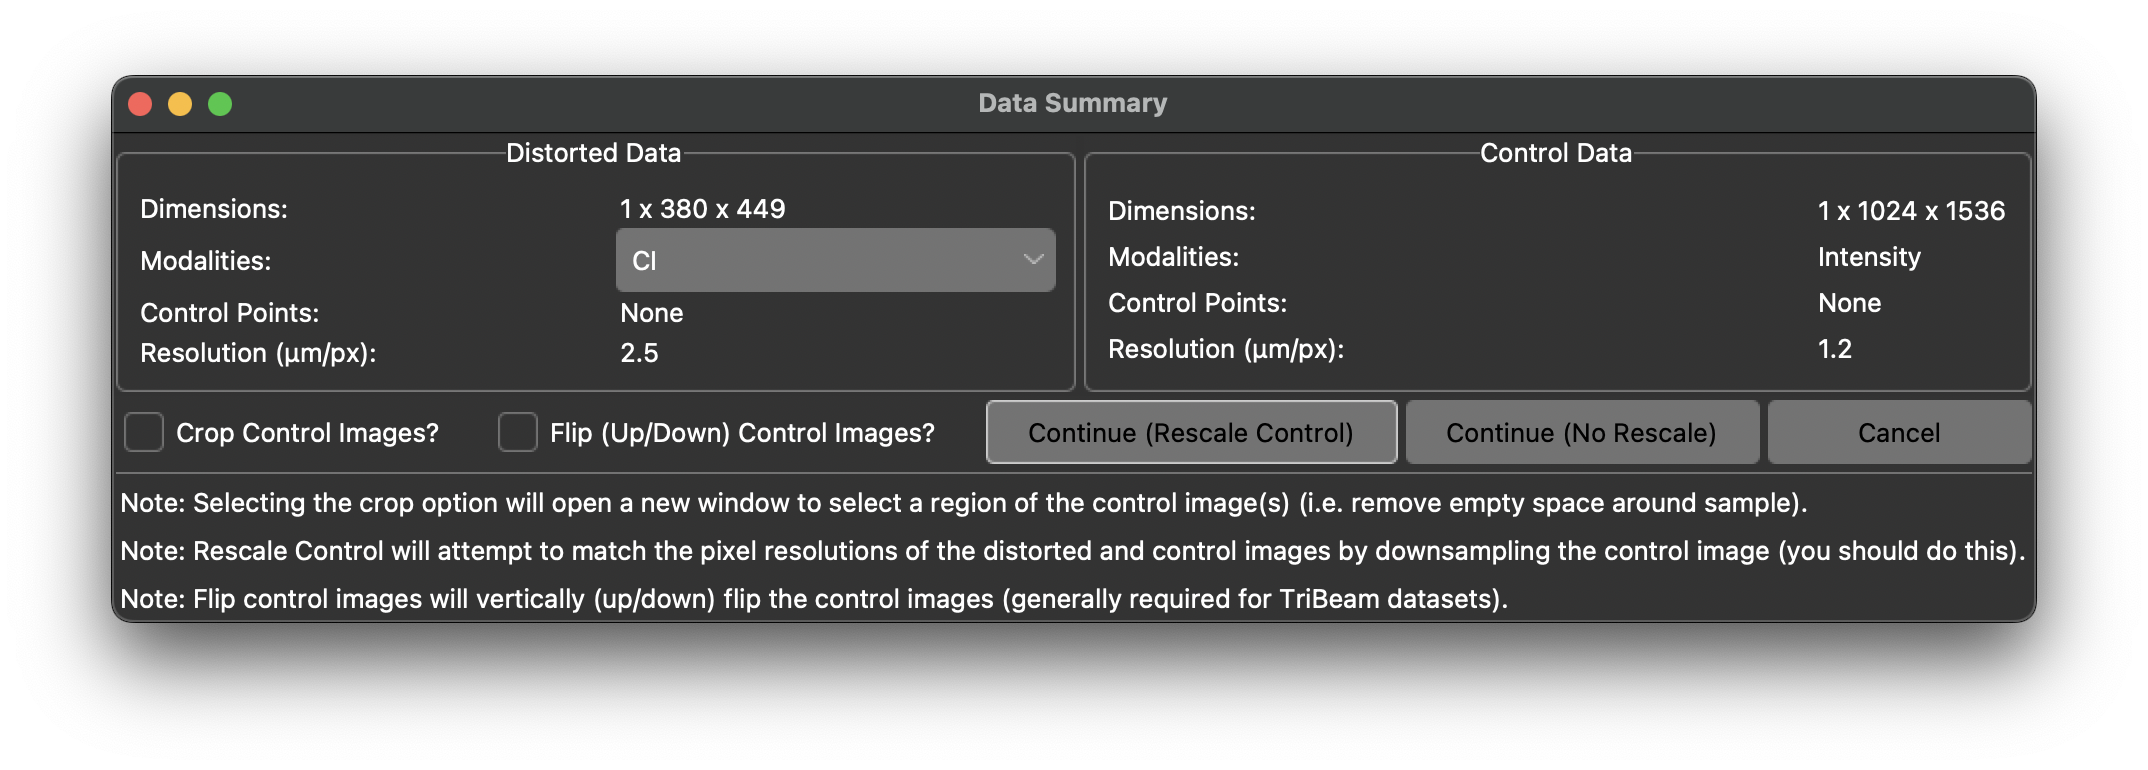 Data Summary
Distorted Data
Dimensions: 1 x 380 x 449
Modalities: CI
Control Points: None
Resolution (µm/px): 2.5
Control Data
Dimensions: 1 x 1024 x 1536
Modalities: Intensity
Control Points: None
Resolution (µm/px): 1.2
Crop Control Images? Flip (Up/Down) Control Images? Continue (Rescale Control) Continue (No Rescale) Cancel
Note: Selecting the crop option will open a new window to select a region of the control image(s) (i.e. remove empty space around sample).
Note: Rescale Control will attempt to match the pixel resolutions of the distorted and control images by downsampling the control image (you should do this).
Note: Flip control images will vertically (up/down) flip the control images (generally required for TriBeam datasets).